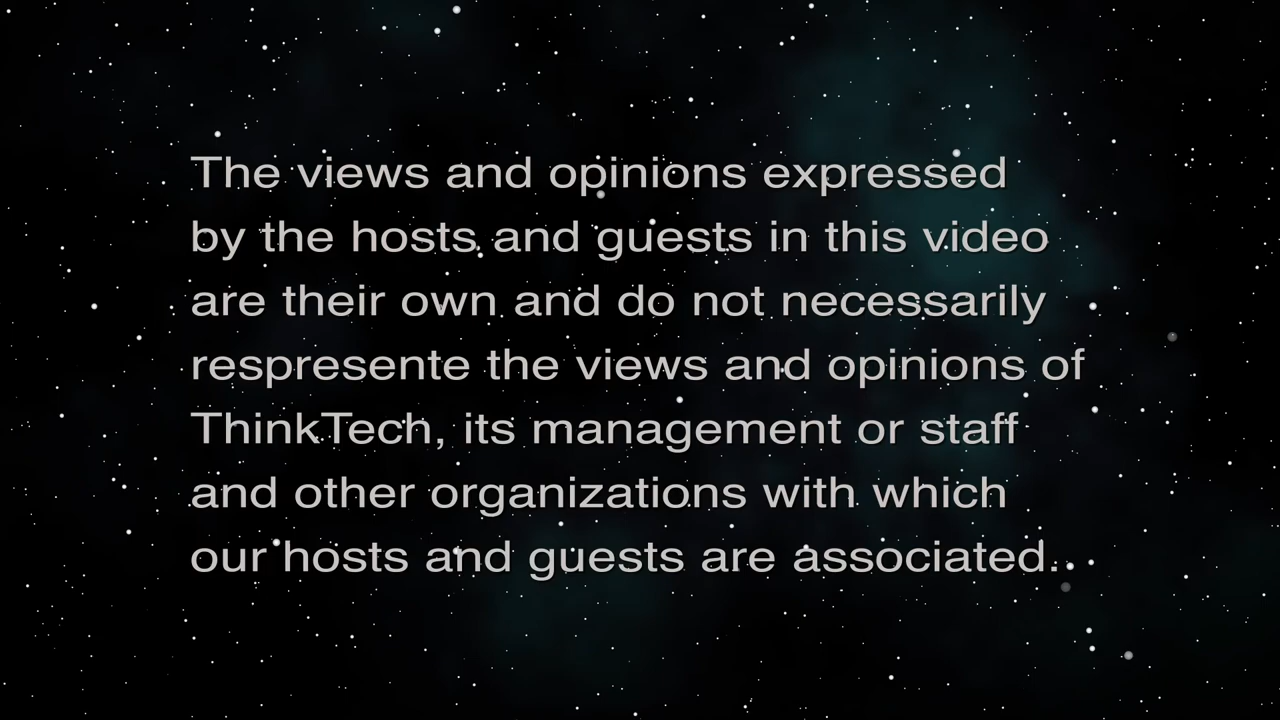 The views and opinions expressed
by the hosts and guests in this video
are their own and do not necessarily
respresente the views and opinions of
ThinkTech, its management or staff
and other organizations with which
our hosts and guests are associated.